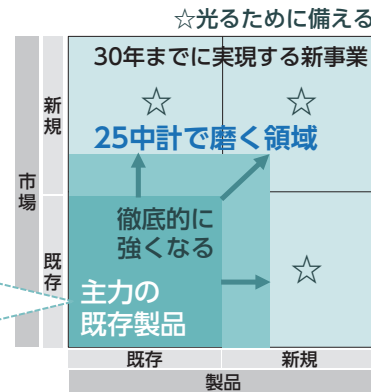 ☆光るために備える
30年までに実現する新事業
☆ ☆
25中計で磨く領域
徹底的に
強くなる
☆
主力の
既存製品
市場
新規
既存
既存 新規
製品